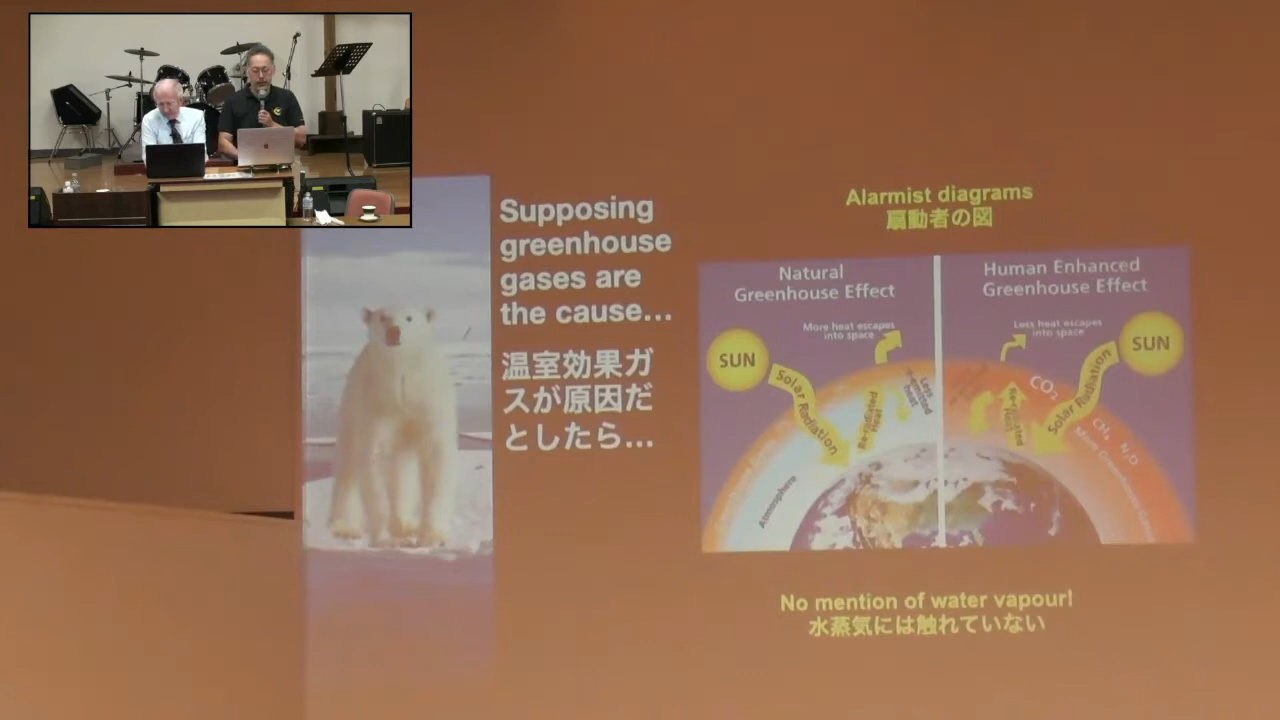 Supposing
greenhouse
gases are
the cause...
温室効果ガ
スが原因だ
としたら...
Alarmist diagrams
扇動者の図
Natural
Greenhouse Effect
More heat escapes
into space
SUN
Solar Radiation
Re-radiated
Heat
Less
re-emitted
heat
Atmosphere
Human Enhanced
Greenhouse Effect
Less heat escapes
into space
SUN
Solar Radiation
CO2
CH4
N2O
No mention of water vapour!
水蒸気には触れていない